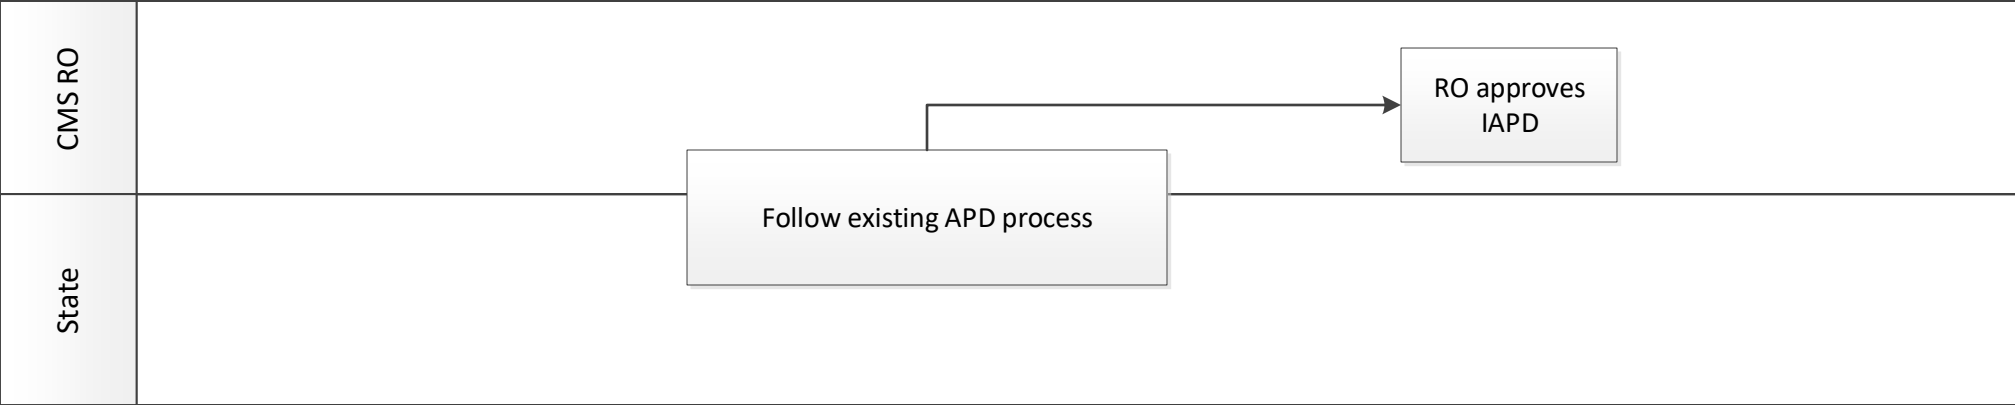 CMS RO
RO approves
IAPD
Follow existing APD process
State